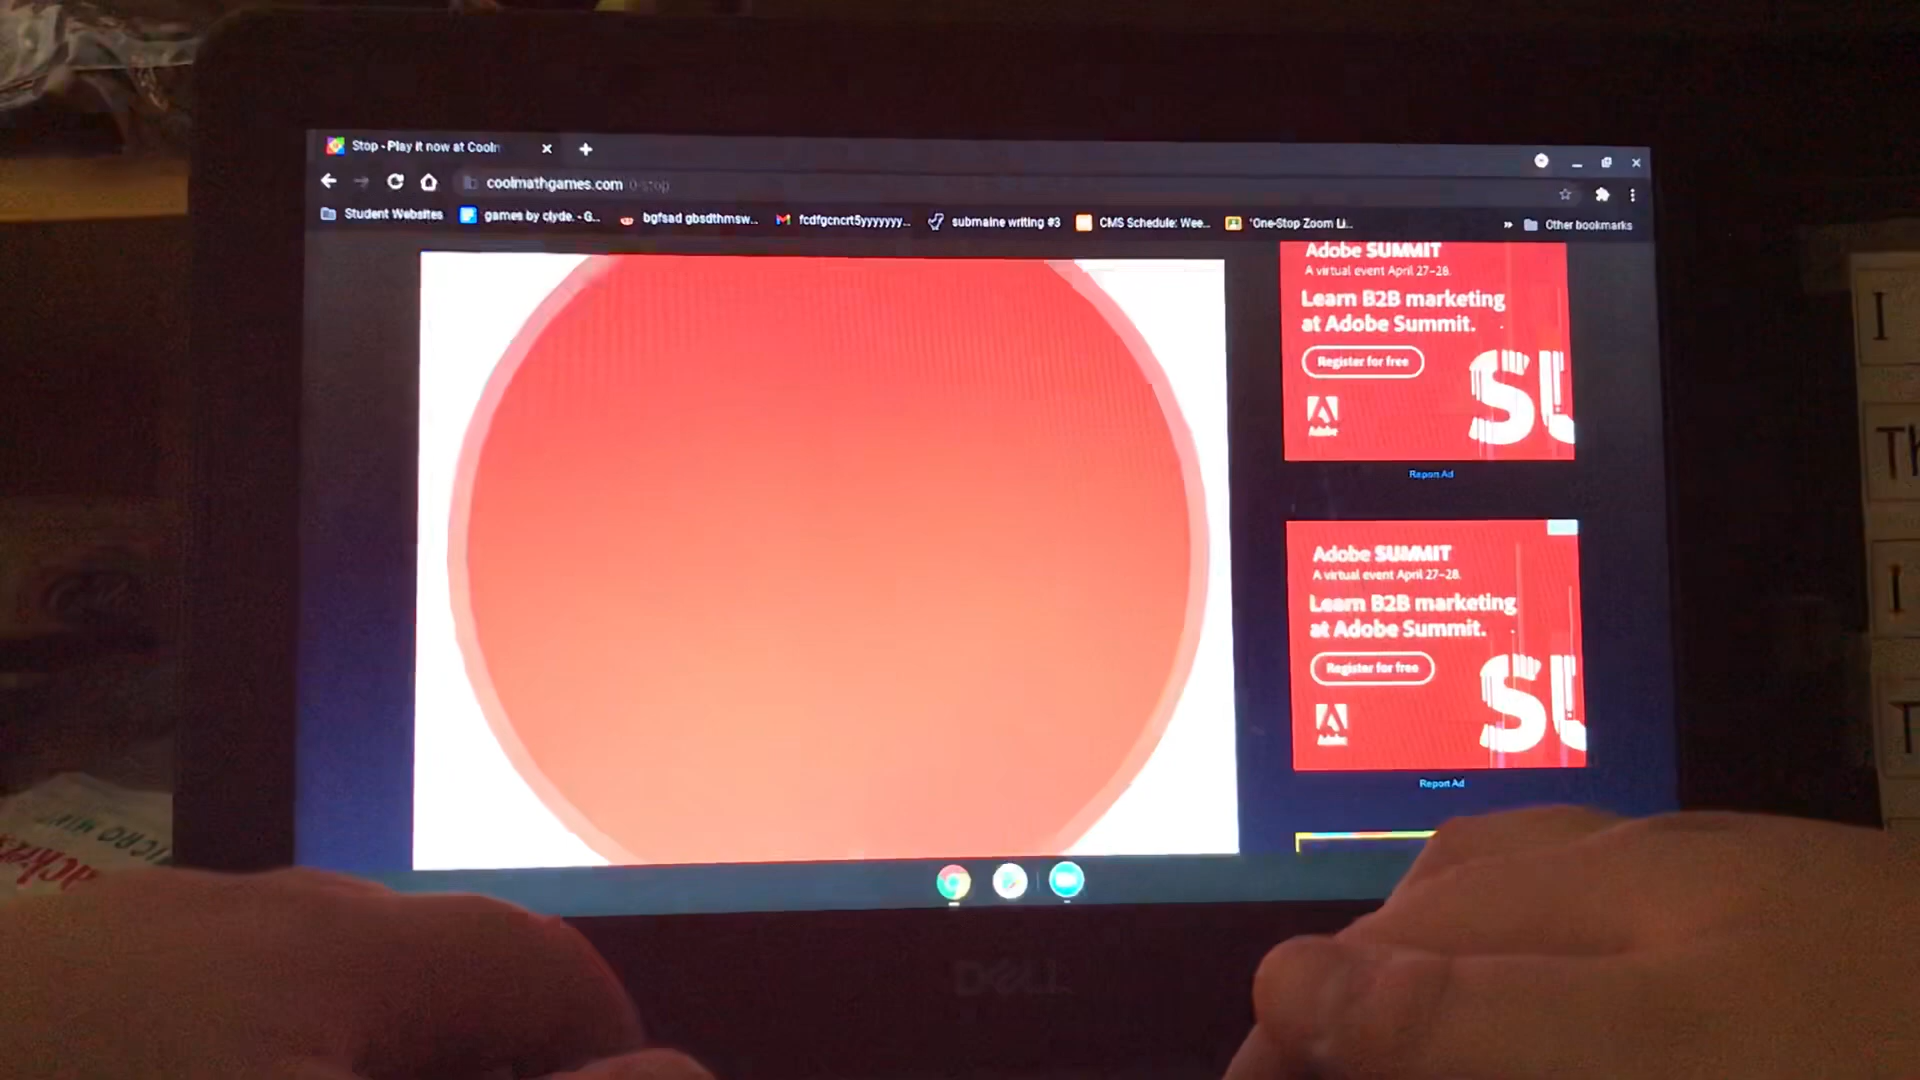 Stop - Play it now at Coolm
coolmathgames.com 0-stop
Student Websites
games by clyde. - G...
bgfsad gbsdthmsw...
fcdfgcncrt5yyyyyyy...
submaine writing #3
CMS Schedule: Wee...
"One-Stop Zoom Li...
»
Other bookmarks
Adobe SUMMIT
A virtual event April 27-28.
Learn B2B marketing
at Adobe Summit.
Register for free
SU
Adobe
Report Ad
Adobe SUMMIT
A virtual event April 27-28.
Learn B2B marketing
at Adobe Summit.
Register for free
SU
Adobe
Report Ad
DELL
I
Th
I
T